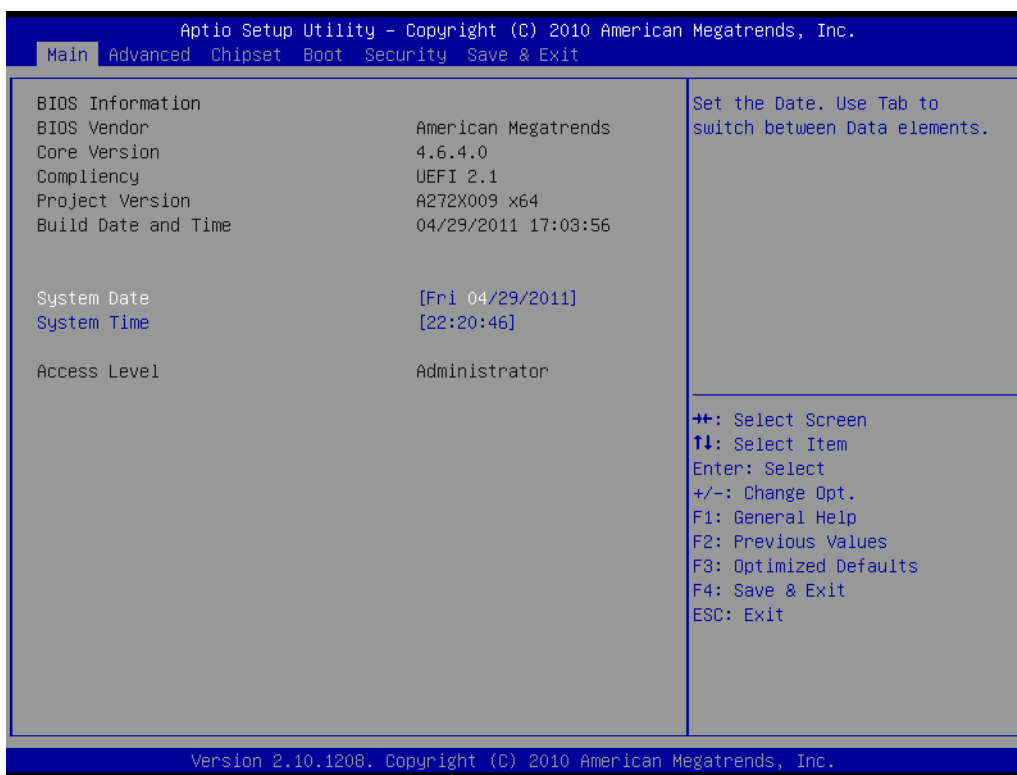 Aptio Setup Utility – Copyright (C) 2010 American Megatrends, Inc.
Main Advanced Chipset Boot Security Save & Exit
BIOS Information
BIOS Vendor American Megatrends
Core Version 4.6.4.0
Compliency UEFI 2.1
Project Version A272X009 x64
Build Date and Time 04/29/2011 17:03:56
System Date [Fri 04/29/2011]
System Time [22:20:46]
Access Level Administrator
Set the Date. Use Tab to
switch between Data elements.
→←: Select Screen
↑↓: Select Item
Enter: Select
+/-: Change Opt.
F1: General Help
F2: Previous Values
F3: Optimized Defaults
F4: Save & Exit
ESC: Exit
Version 2.10.1208. Copyright (C) 2010 American Megatrends, Inc.